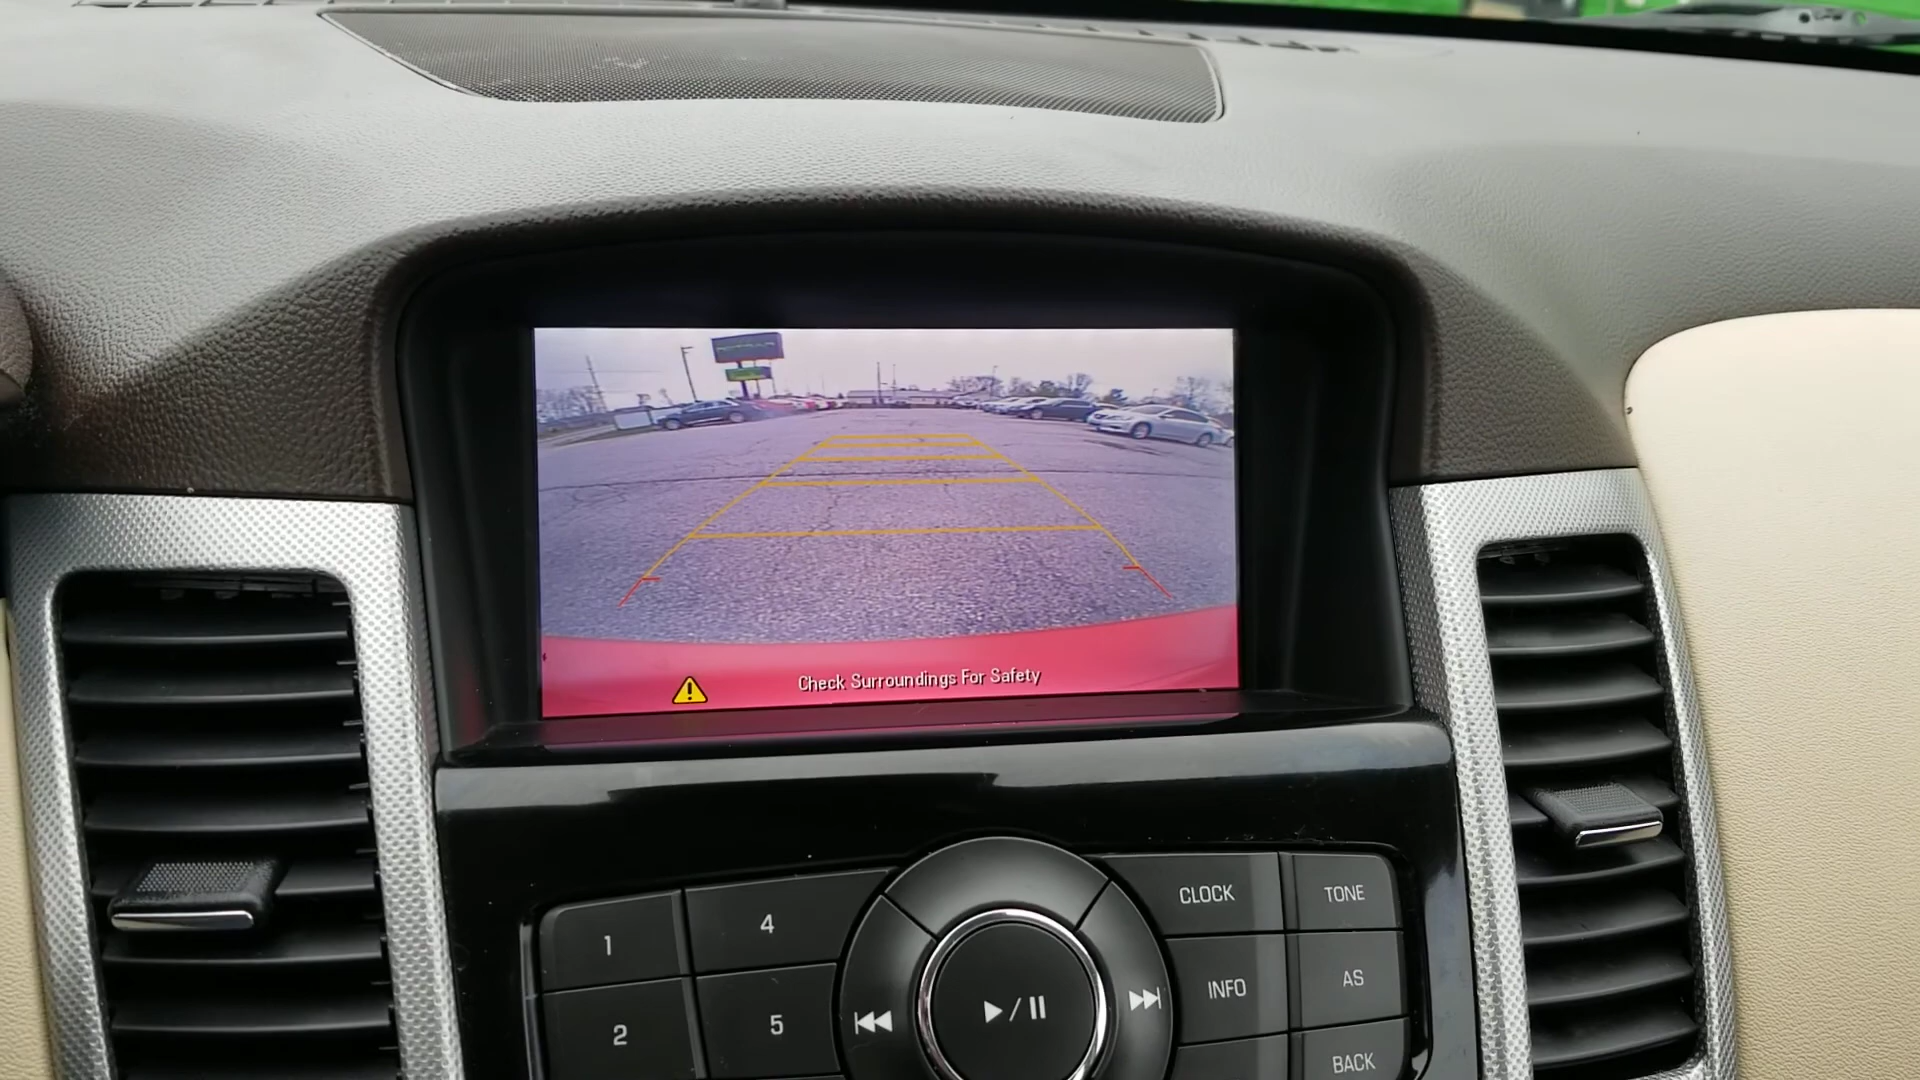 Check Surroundings For Safety
1
4
CLOCK
TONE
2
5
INFO
AS
BACK